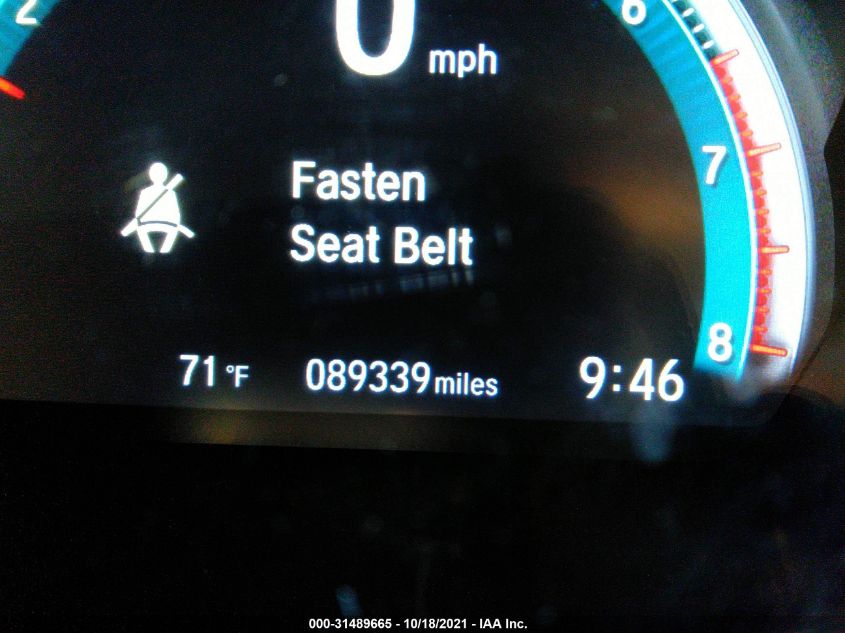 2
6
0 mph
7
Fasten
Seat Belt
8
71 °F 089339 miles 9:46
000-31489665 - 10/18/2021 - IAA Inc.